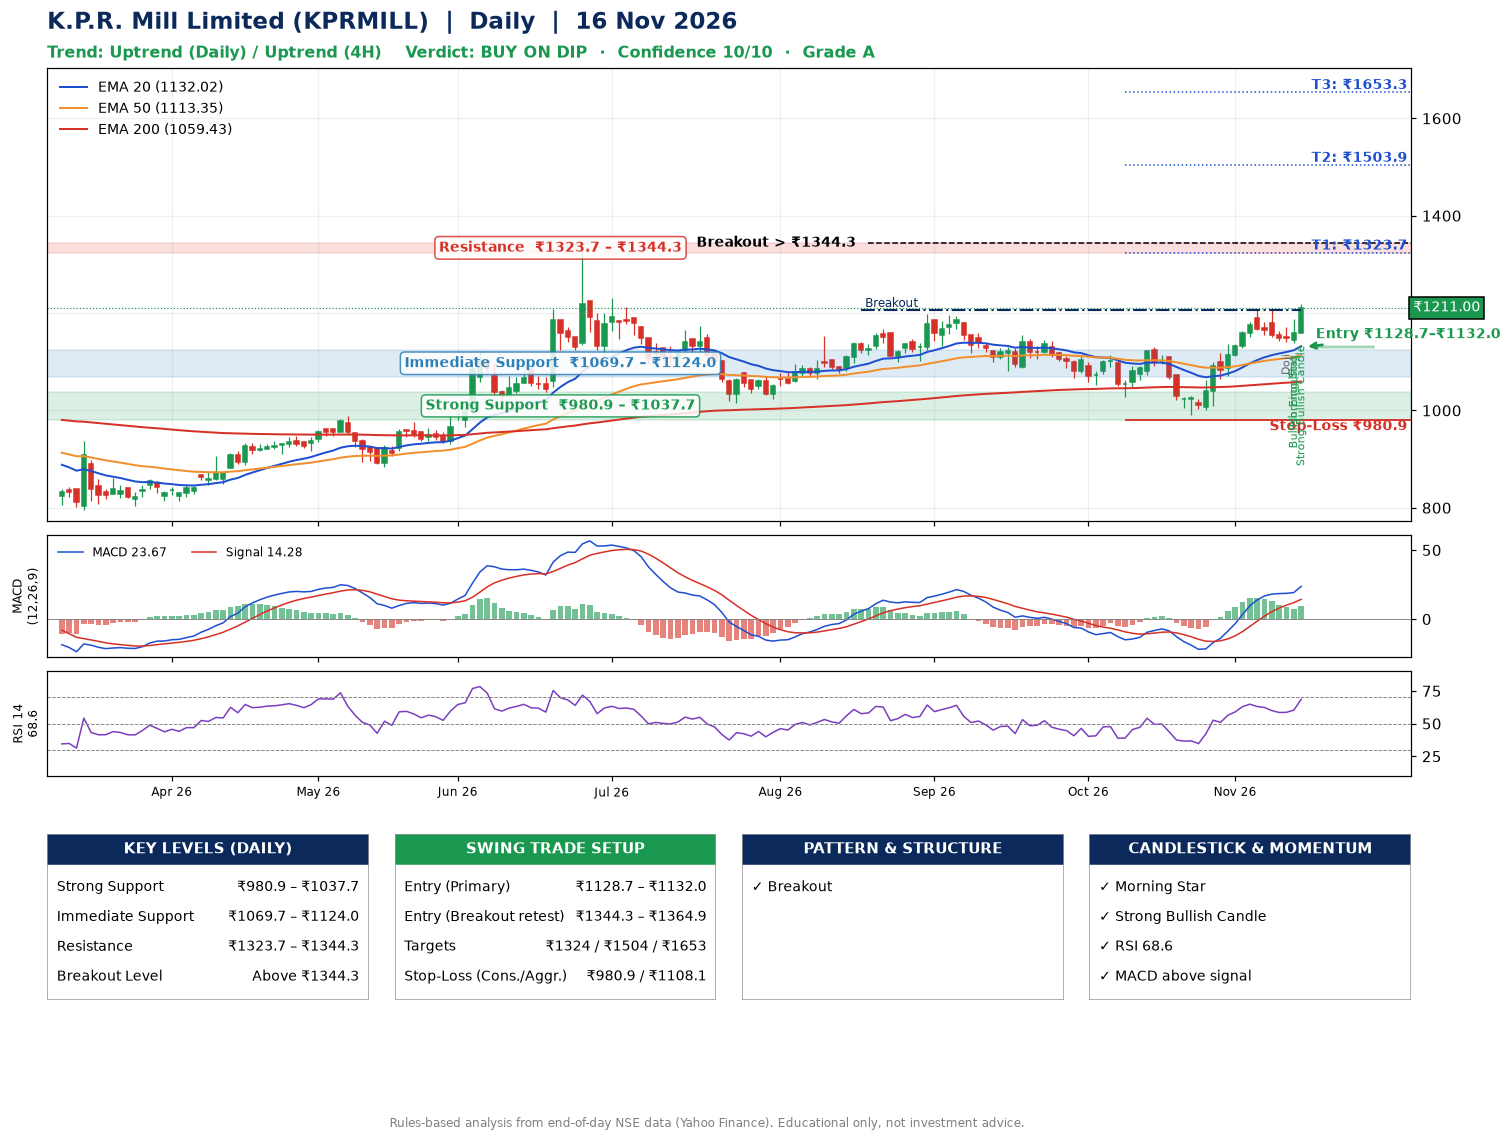 K.P.R. Mill Limited (KPRMILL)  |  Daily  |  16 Nov 2026
Trend: Uptrend (Daily) / Uptrend (4H)   Verdict: BUY ON DIP  ·  Confidence 10/10  ·  Grade A
EMA 20 (1132.02)
EMA 50 (1113.35)
EMA 200 (1059.43)
T3: ₹1653.3
1600
T2: ₹1503.9
1400
Resistance  ₹1323.7 – ₹1344.3
Breakout > ₹1344.3
T1: ₹1323.7
Breakout
₹1211.00
Entry ₹1128.7–₹1132.0
Immediate Support  ₹1069.7 – ₹1124.0
Strong Support  ₹980.9 – ₹1037.7
1000
Stop-Loss ₹980.9
Strong Bullish Candle
800
MACD (12,26,9)
MACD 23.67
Signal 14.28
50
0
RSI 14
68.6
75
50
25
Apr 26
May 26
Jun 26
Jul 26
Aug 26
Sep 26
Oct 26
Nov 26
KEY LEVELS (DAILY)
Strong Support  ₹980.9 – ₹1037.7
Immediate Support  ₹1069.7 – ₹1124.0
Resistance  ₹1323.7 – ₹1344.3
Breakout Level  Above ₹1344.3
SWING TRADE SETUP
Entry (Primary)  ₹1128.7 – ₹1132.0
Entry (Breakout retest)  ₹1344.3 – ₹1364.9
Targets  ₹1324 / ₹1504 / ₹1653
Stop-Loss (Cons./Aggr.)  ₹980.9 / ₹1108.1
PATTERN & STRUCTURE
✓ Breakout
CANDLESTICK & MOMENTUM
✓ Morning Star
✓ Strong Bullish Candle
✓ RSI 68.6
✓ MACD above signal
Rules-based analysis from end-of-day NSE data (Yahoo Finance). Educational only, not investment advice.